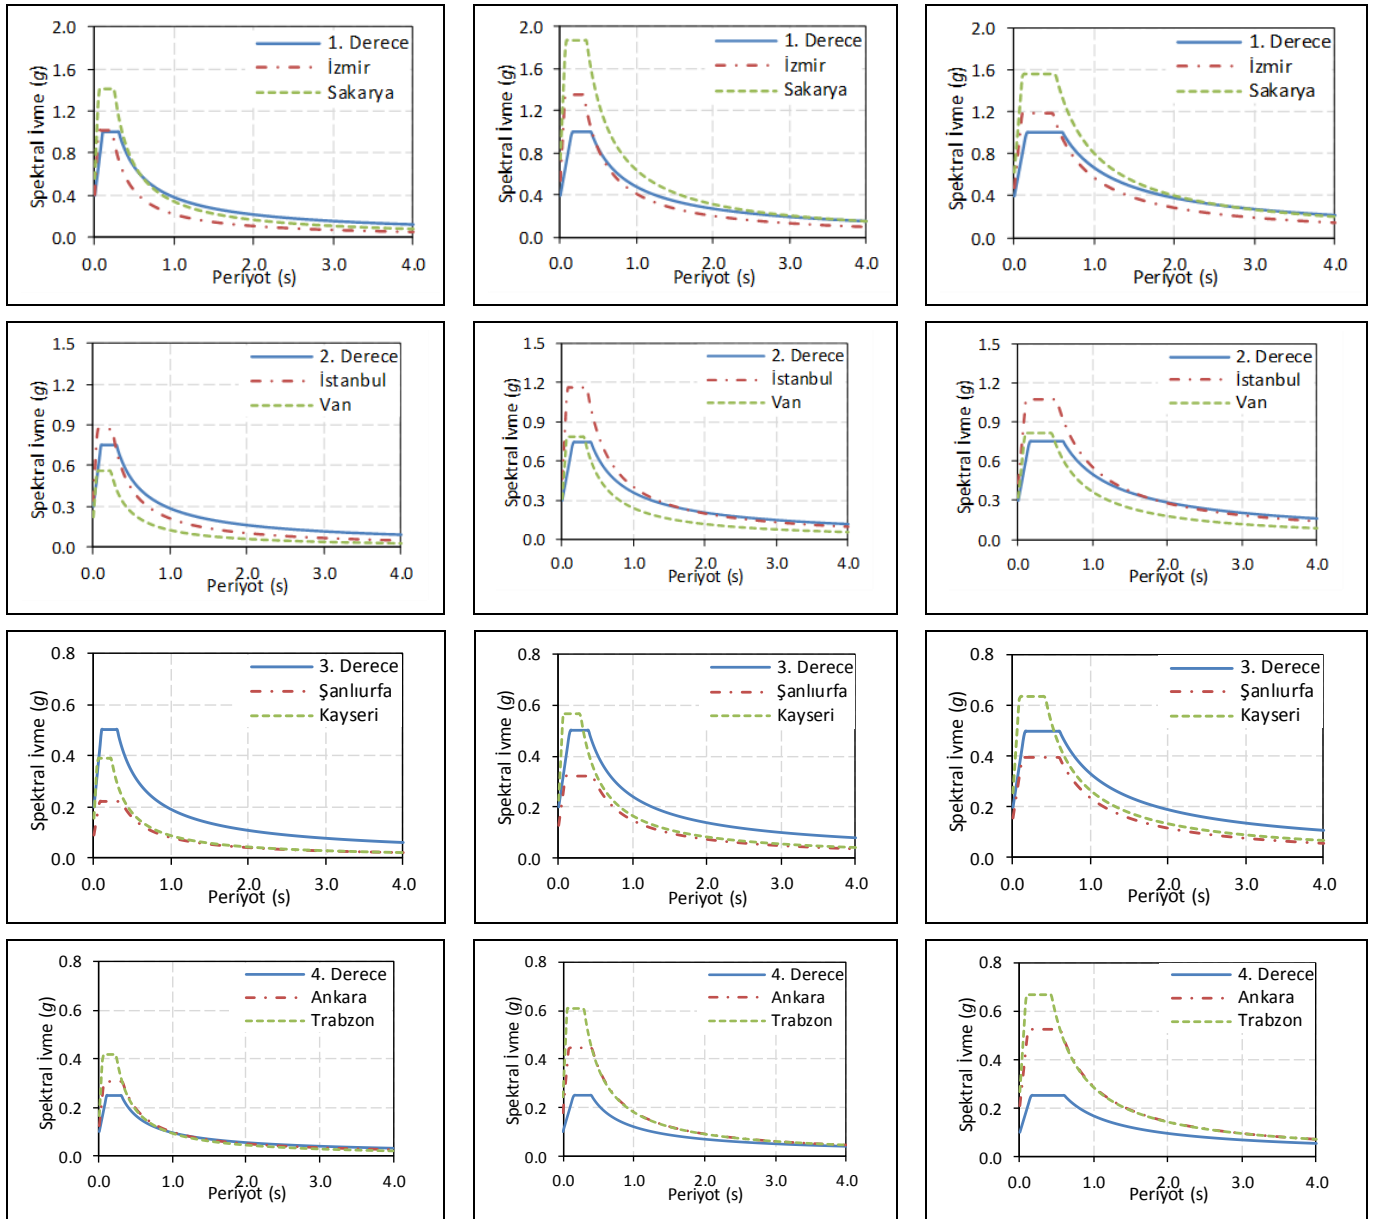 2.0
1.6
1.2
0.8
0.4
0.0
Spektral İvme (g)
1. Derece
İzmir
Sakarya
0.0 1.0 2.0 3.0 4.0
Periyot (s)
2.0
1.6
1.2
0.8
0.4
0.0
Spektral İvme (g)
1. Derece
İzmir
Sakarya
0.0 1.0 2.0 3.0 4.0
Periyot (s)
2.0
1.6
1.2
0.8
0.4
0.0
Spektral İvme (g)
1. Derece
İzmir
Sakarya
0.0 1.0 2.0 3.0 4.0
Periyot (s)
1.5
1.2
0.9
0.6
0.3
0.0
Spektral İvme (g)
2. Derece
İstanbul
Van
0.0 1.0 2.0 3.0 4.0
Periyot (s)
1.5
1.2
0.9
0.6
0.3
0.0
Spektral İvme (g)
2. Derece
İstanbul
Van
0.0 1.0 2.0 3.0 4.0
Periyot (s)
1.5
1.2
0.9
0.6
0.3
0.0
Spektral İvme (g)
2. Derece
İstanbul
Van
0.0 1.0 2.0 3.0 4.0
Periyot (s)
0.8
0.6
0.4
0.2
0.0
Spektral İvme (g)
3. Derece
Şanlıurfa
Kayseri
0.0 1.0 2.0 3.0 4.0
Periyot (s)
0.8
0.6
0.4
0.2
0.0
Spektral İvme (g)
3. Derece
Şanlıurfa
Kayseri
0.0 1.0 2.0 3.0 4.0
Periyot (s)
0.8
0.6
0.4
0.2
0.0
Spektral İvme (g)
3. Derece
Şanlıurfa
Kayseri
0.0 1.0 2.0 3.0 4.0
Periyot (s)
0.8
0.6
0.4
0.2
0.0
Spektral İvme (g)
4. Derece
Ankara
Trabzon
0.0 1.0 2.0 3.0 4.0
Periyot (s)
0.8
0.6
0.4
0.2
0.0
Spektral İvme (g)
4. Derece
Ankara
Trabzon
0.0 1.0 2.0 3.0 4.0
Periyot (s)
0.8
0.6
0.4
0.2
0.0
Spektral İvme (g)
4. Derece
Ankara
Trabzon
0.0 1.0 2.0 3.0 4.0
Periyot (s)